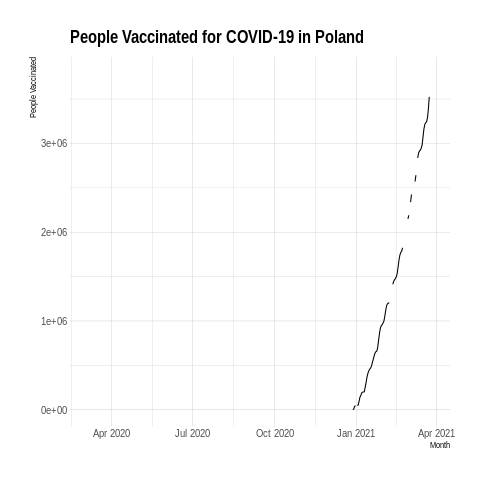 People Vaccinated for COVID-19 in Poland
People Vaccinated
3e+06
2e+06
1e+06
0e+00
Apr 2020 Jul 2020 Oct 2020 Jan 2021 Apr 2021
Month